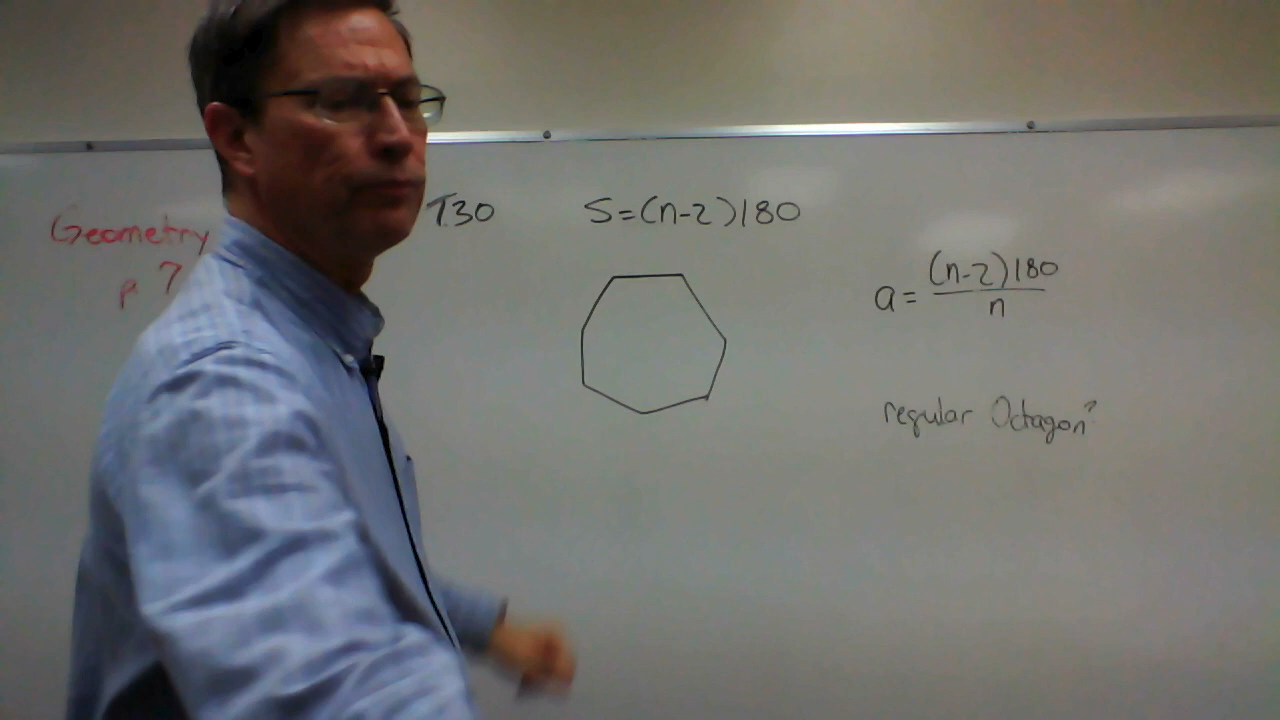 Geometry
p 7
T30
S=(n-2)180
a= (n-2)180
n
regular Octagon?